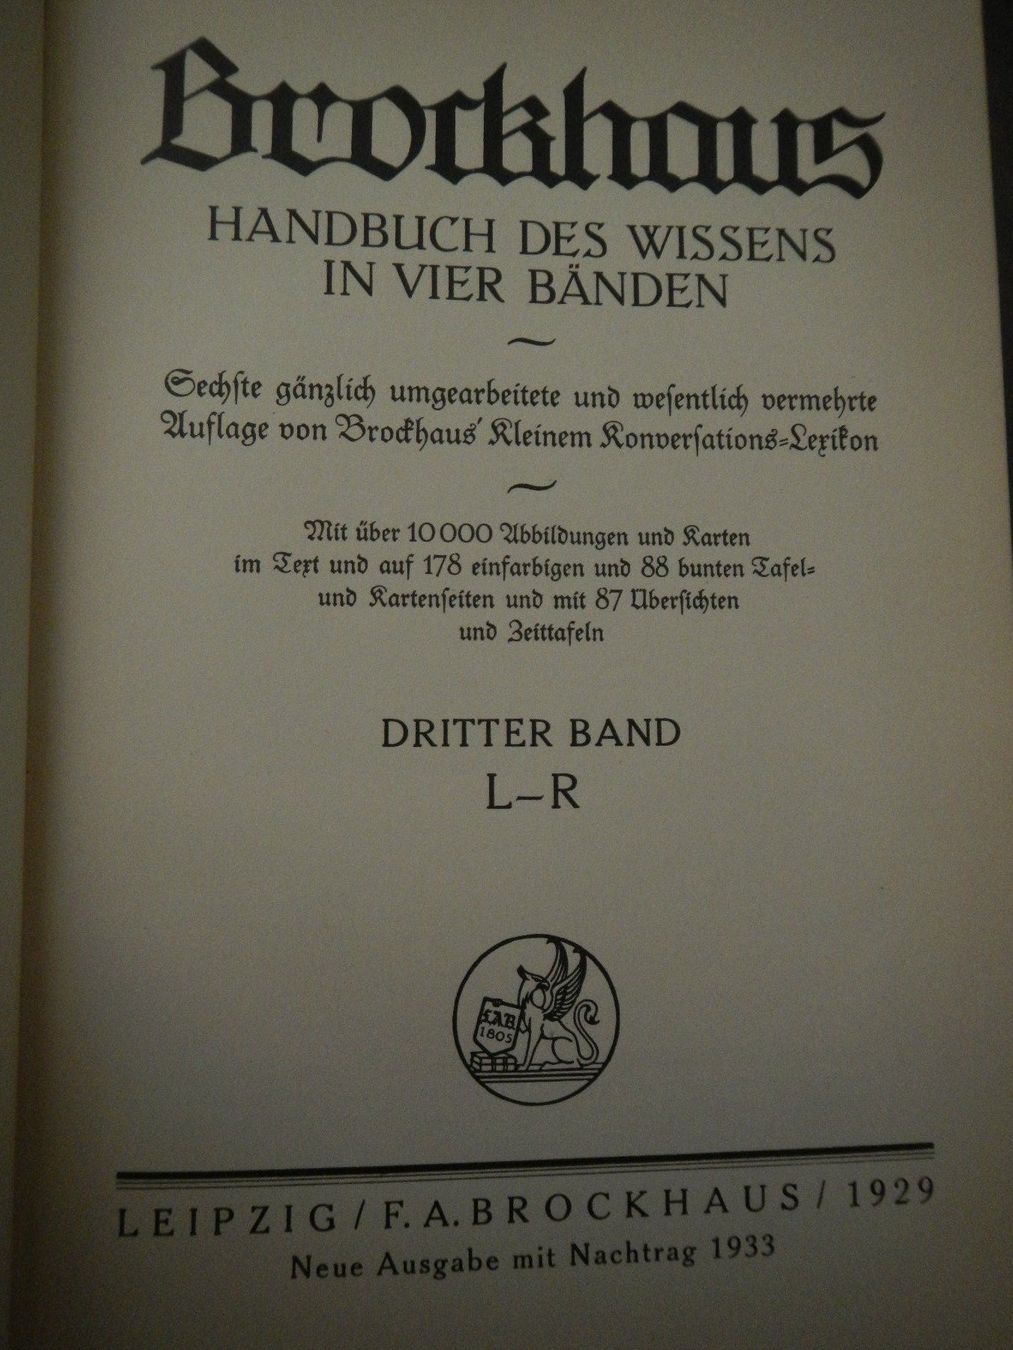 Brockhaus
HANDBUCH DES WISSENS
IN VIER BÄNDEN
Sechſte gänzlich umgearbeitete und weſentlich vermehrte
Auflage von Brockhaus' Kleinem Konverſations=Lexikon
Mit über 10000 Abbildungen und Karten
im Text und auf 178 einfarbigen und 88 bunten Tafel=
und Kartenſeiten und mit 87 Überſichten
und Zeittafeln
DRITTER BAND
L–R
F.A.B.
1805
LEIPZIG / F. A. BROCKHAUS / 1929
Neue Ausgabe mit Nachtrag 1933